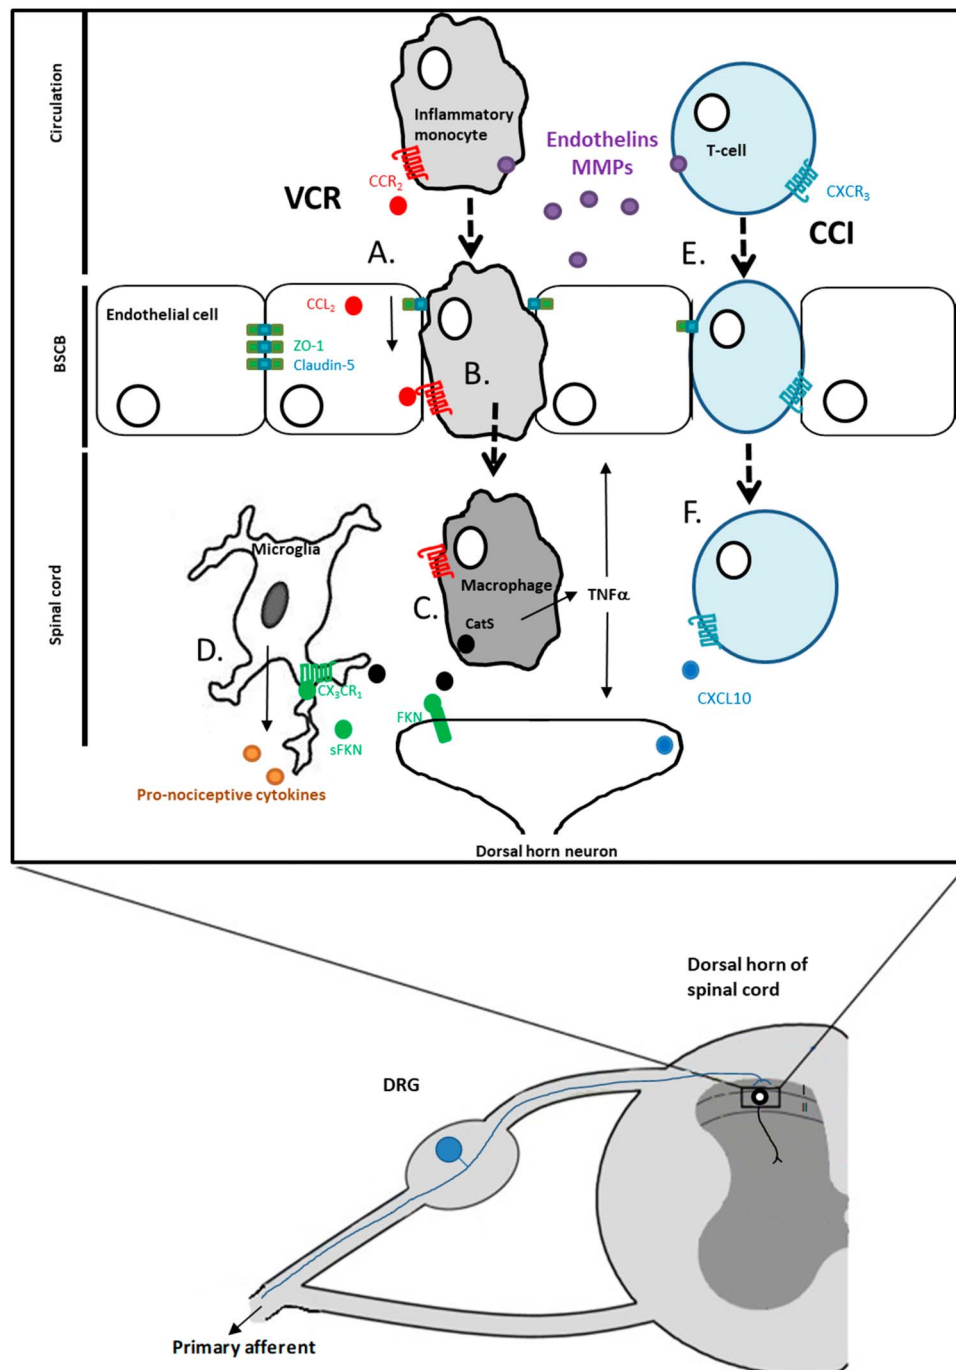 Circulation
BSCB
Spinal cord
Inflammatory
monocyte
CCR2
VCR
Endothelins
MMPs
T-cell
CXCR3
CCI
A.
E.
Endothelial cell
CCL2
ZO-1
Claudin-5
B.
Microglia
D.
CX3CR1
sFKN
Pro-nociceptive cytokines
C.
Macrophage
CatS
TNFα
FKN
F.
CXCL10
Dorsal horn neuron
Dorsal horn of
spinal cord
DRG
I
II
Primary afferent